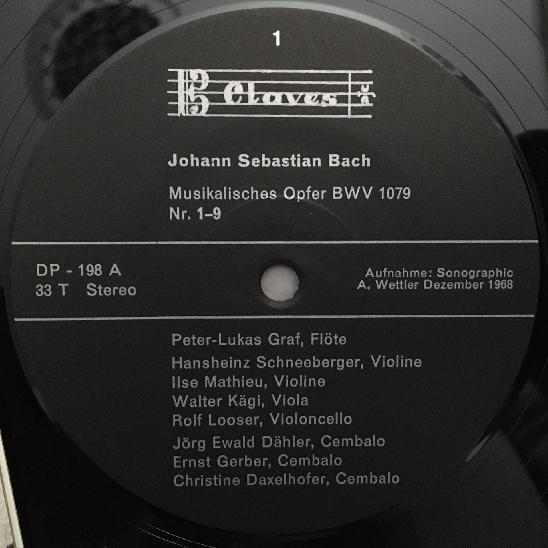 1
Claves
Johann Sebastian Bach
Musikalisches Opfer BWV 1079
Nr. 1–9
DP - 198 A
33 T Stereo
Aufnahme: Sonographic
A. Wettler Dezember 1968
Peter-Lukas Graf, Flöte
Hansheinz Schneeberger, Violine
Ilse Mathieu, Violine
Walter Kägi, Viola
Rolf Looser, Violoncello
Jörg Ewald Dähler, Cembalo
Ernst Gerber, Cembalo
Christine Daxelhofer, Cembalo